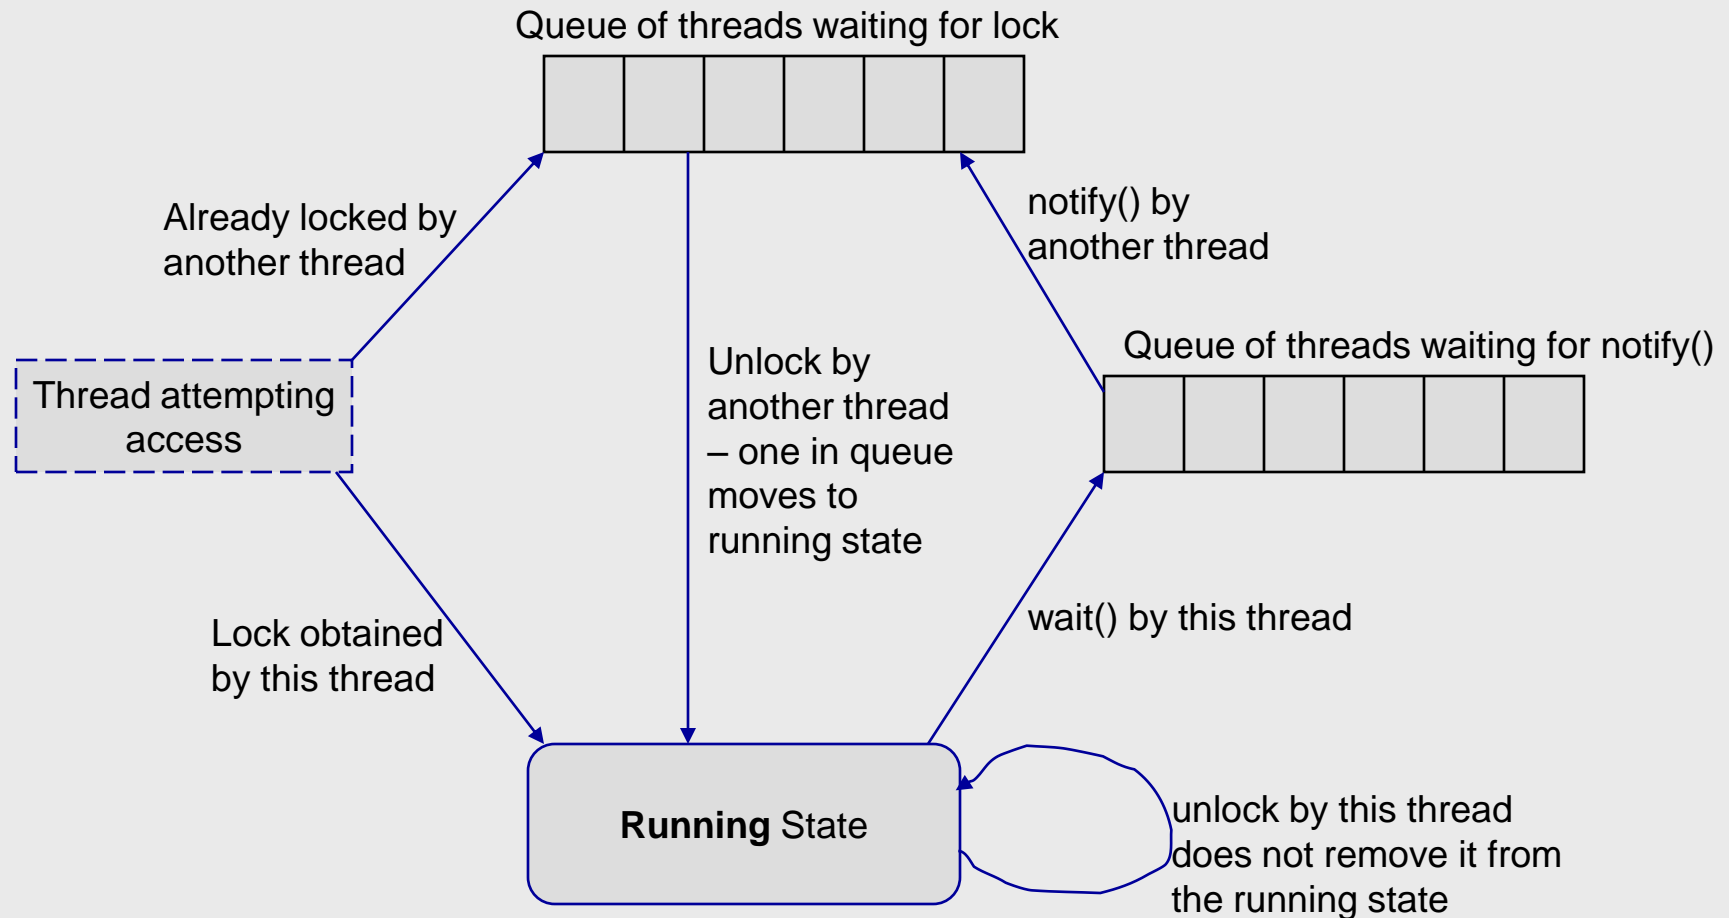 Queue of threads waiting for lock
Already locked by
another thread
notify() by
another thread
Queue of threads waiting for notify()
Thread attempting
access
Unlock by
another thread
– one in queue
moves to
running state
Lock obtained
by this thread
wait() by this thread
Running State
unlock by this thread
does not remove it from
the running state